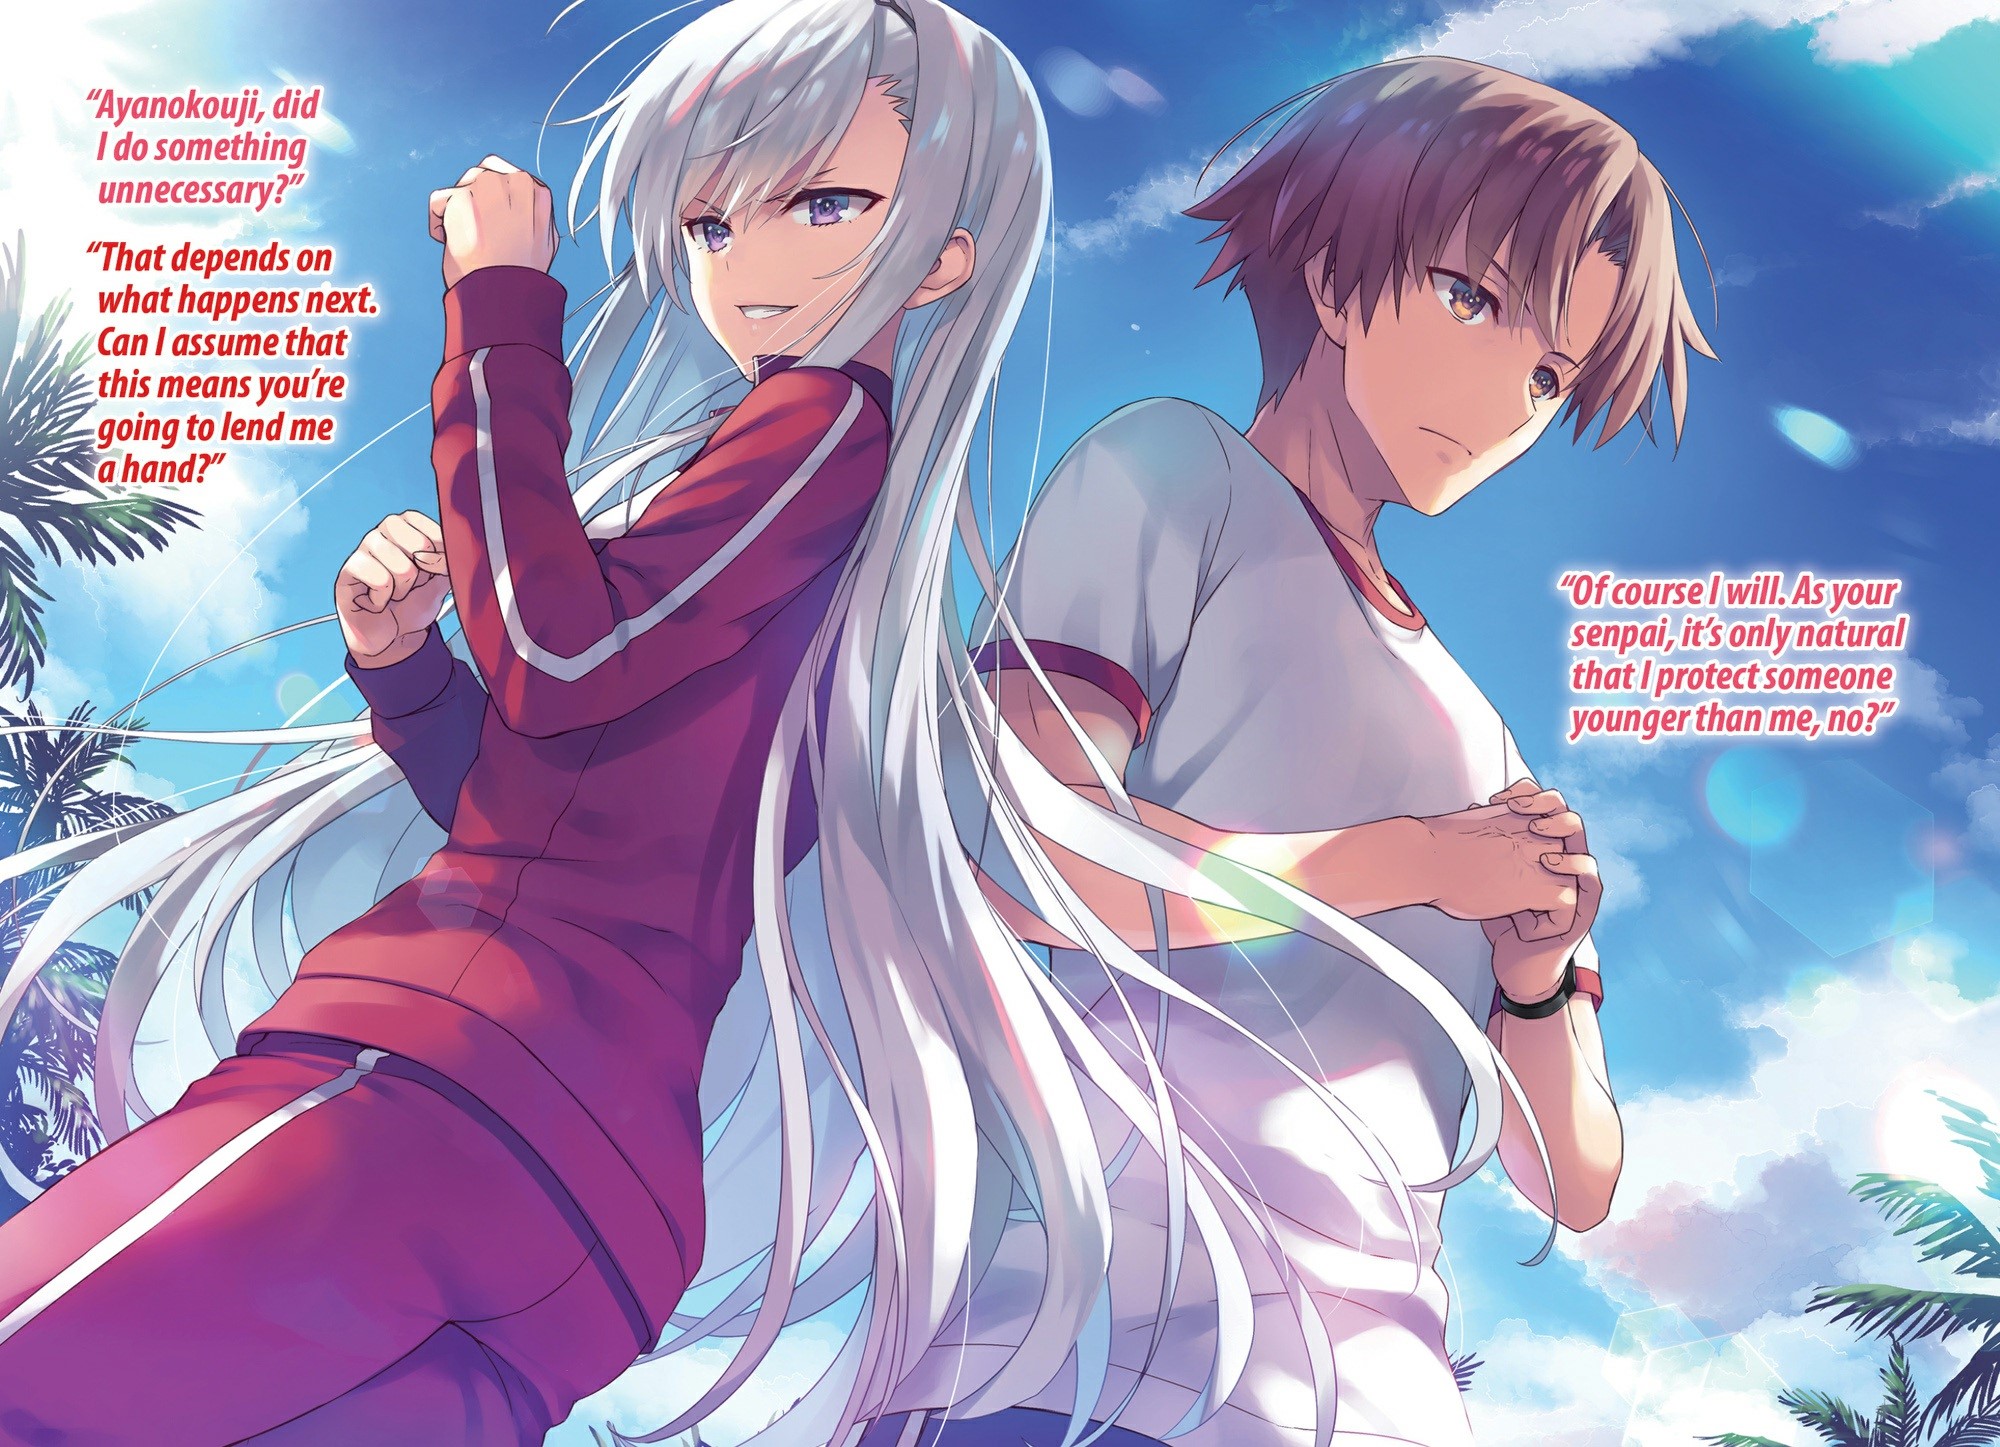 “Ayanokouji, did
I do something
unnecessary?”
“That depends on
what happens next.
Can I assume that
this means you’re
going to lend me
a hand?”
“Of course I will. As your
senpai, it’s only natural
that I protect someone
younger than me, no?”